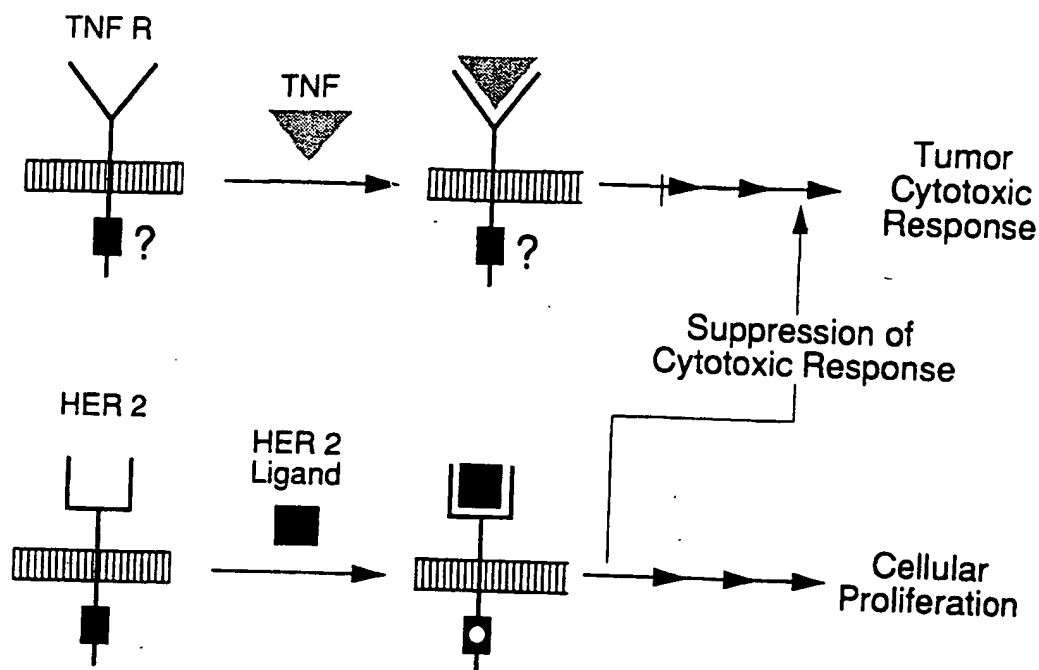 TNF R
TNF
?
?
Tumor
Cytotoxic
Response
Suppression of
Cytotoxic Response
HER 2
HER 2
Ligand
Cellular
Proliferation